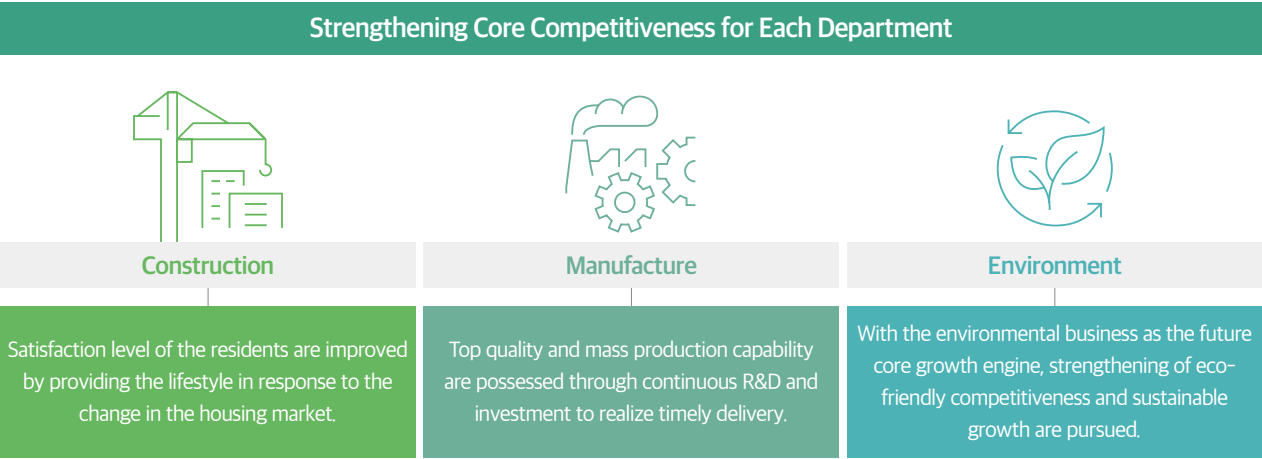 Strengthening Core Competitiveness for Each Department
Construction
Manufacture
Environment
Satisfaction level of the residents are improved
by providing the lifestyle in response to the
change in the housing market.
Top quality and mass production capability
are possessed through continuous R&D and
investment to realize timely delivery.
With the environmental business as the future
core growth engine, strengthening of eco-
friendly competitiveness and sustainable
growth are pursued.